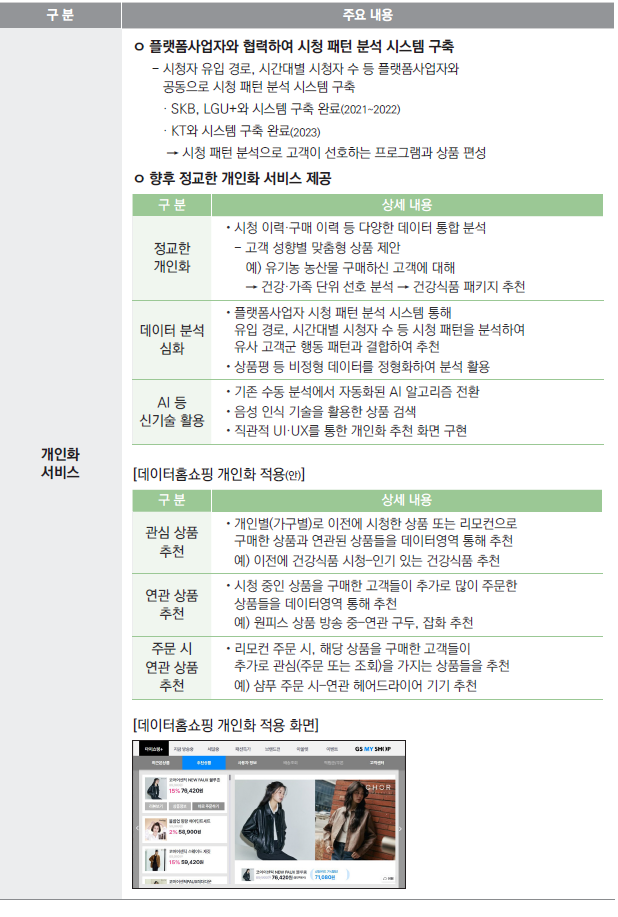 구 분 주요 내용
개인화
서비스
ㅇ 플랫폼사업자와 협력하여 시청 패턴 분석 시스템 구축
- 시청자 유입 경로, 시간대별 시청자 수 등 플랫폼사업자와
공동으로 시청 패턴 분석 시스템 구축
· SKB, LGU+와 시스템 구축 완료(2021~2022)
· KT와 시스템 구축 완료(2023)
→ 시청 패턴 분석으로 고객이 선호하는 프로그램과 상품 편성
ㅇ 향후 정교한 개인화 서비스 제공
구 분 상세 내용
정교한
개인화
• 시청 이력·구매 이력 등 다양한 데이터 통합 분석
- 고객 성향별 맞춤형 상품 제안
예) 유기농 농산물 구매하신 고객에 대해
→ 건강·가족 단위 선호 분석 → 건강식품 패키지 추천
데이터 분석
심화
• 플랫폼사업자 시청 패턴 분석 시스템 통해
유입 경로, 시간대별 시청자 수 등 시청 패턴을 분석하여
유사 고객군 행동 패턴과 결합하여 추천
• 상품평 등 비정형 데이터를 정형화하여 분석 활용
AI 등
신기술 활용
• 기존 수동 분석에서 자동화된 AI 알고리즘 전환
• 음성 인식 기술을 활용한 상품 검색
• 직관적 UI·UX를 통한 개인화 추천 화면 구현
[데이터홈쇼핑 개인화 적용(안)]
구 분 상세 내용
관심 상품
추천
• 개인별(가구별)로 이전에 시청한 상품 또는 리모컨으로
구매한 상품과 연관된 상품들을 데이터영역 통해 추천
예) 이전에 건강식품 시청-인기 있는 건강식품 추천
연관 상품
추천
• 시청 중인 상품을 구매한 고객들이 추가로 많이 주문한
상품들을 데이터영역 통해 추천
예) 원피스 상품 방송 중-연관 구두, 잡화 추천
주문 시
연관 상품
추천
• 리모컨 주문 시, 해당 상품을 구매한 고객들이
추가로 관심(주문 또는 조회)을 가지는 상품들을 추천
예) 샴푸 주문 시-연관 헤어드라이어 기기 추천
[데이터홈쇼핑 개인화 적용 화면]
GS MY SHOP
고객센터
15% 76,420원
2% 58,900원
15% 59,420원
CHOR
76,420원
71,080원